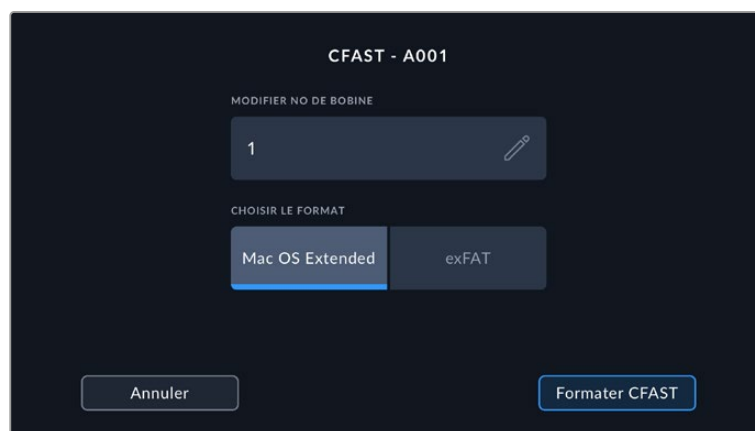 CFAST - A001
MODIFIER NO DE BOBINE
1
CHOISIR LE FORMAT
Mac OS Extended
exFAT
Annuler
Formater CFAST